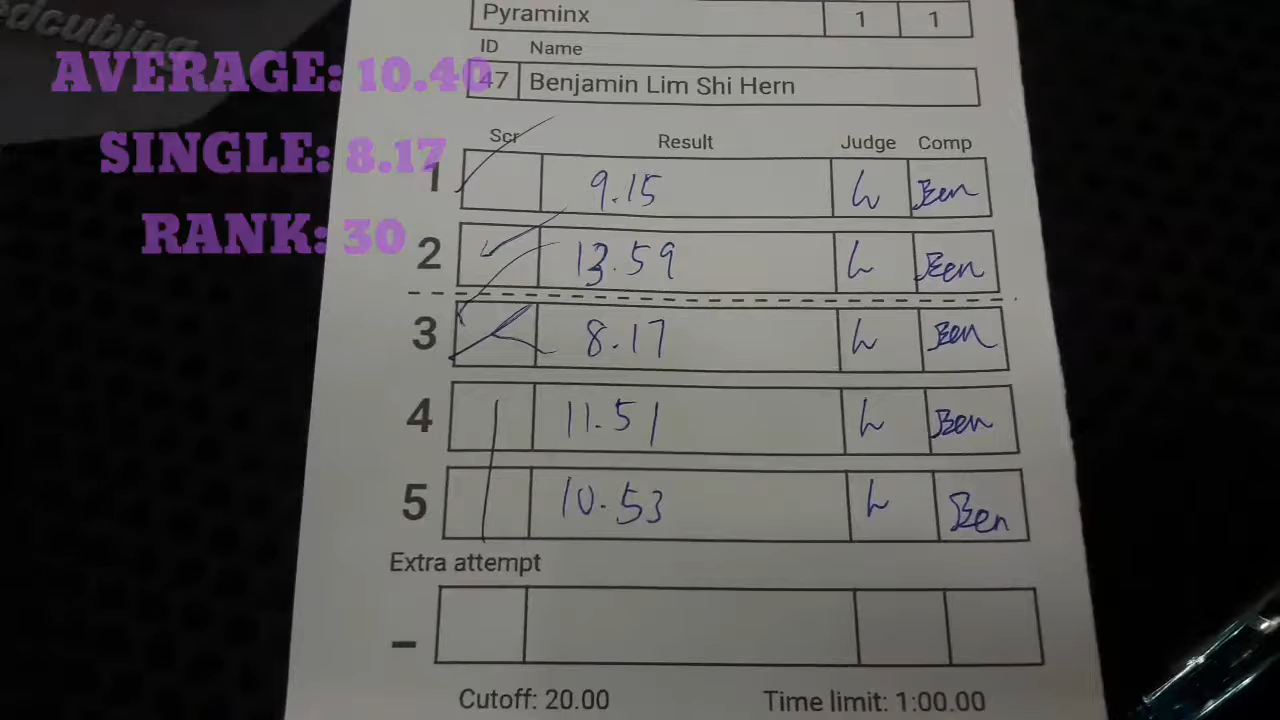 edcubing
Pyraminx 1 1
ID Name
47 Benjamin Lim Shi Hern
AVERAGE: 10.40
SINGLE: 8.17
RANK: 30
Scr Result Judge Comp
1 9.15 Ben
2 13.59 Ben
3 8.17 Ben
4 11.51 Ben
5 10.53 Ben
Extra attempt
–
Cutoff: 20.00 Time limit: 1:00.00